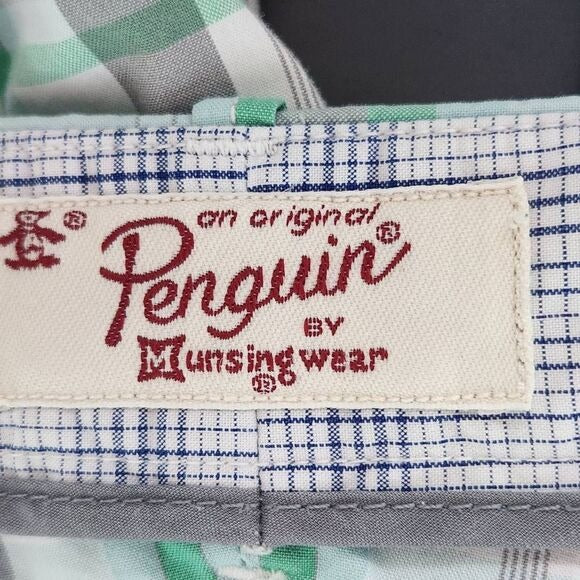 ® an original
Penguin®
BY
Munsingwear
®